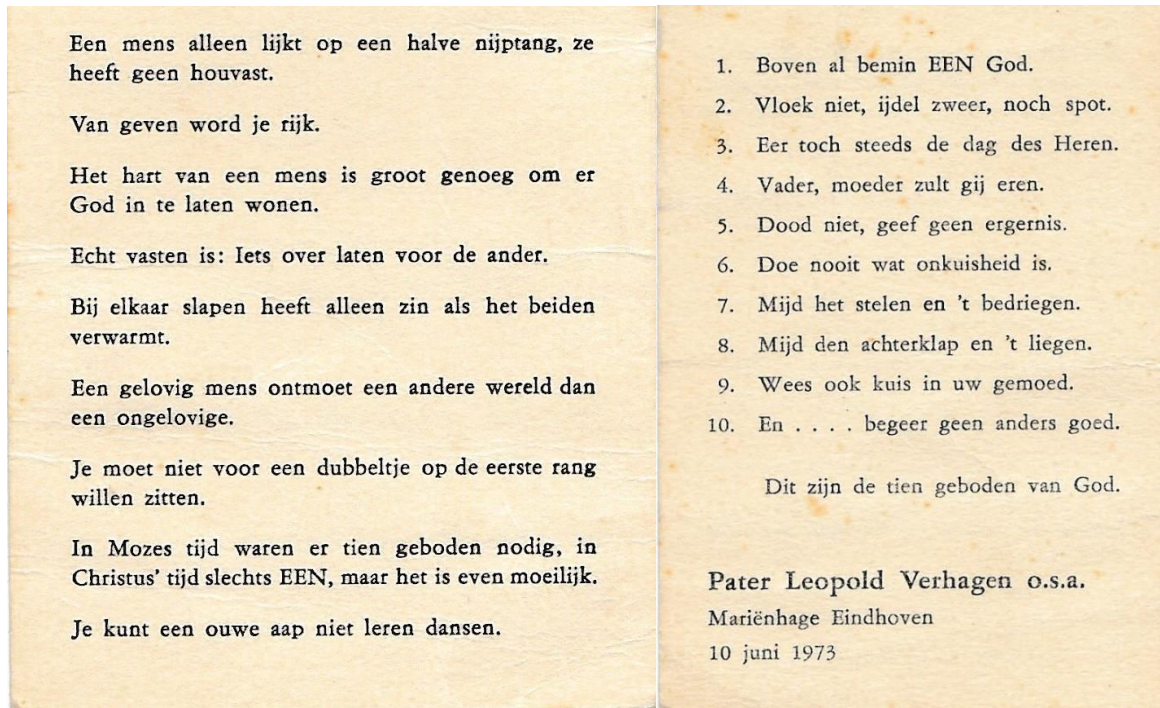 Een mens alleen lijkt op een halve nijptang, ze
heeft geen houvast.
Van geven word je rijk.
Het hart van een mens is groot genoeg om er
God in te laten wonen.
Echt vasten is: Iets over laten voor de ander.
Bij elkaar slapen heeft alleen zin als het beiden
verwarmt.
Een gelovig mens ontmoet een andere wereld dan
een ongelovige.
Je moet niet voor een dubbeltje op de eerste rang
willen zitten.
In Mozes tijd waren er tien geboden nodig, in
Christus' tijd slechts EEN, maar het is even moeilijk.
Je kunt een ouwe aap niet leren dansen.
1. Boven al bemin EEN God.
2. Vloek niet, ijdel zweer, noch spot.
3. Eer toch steeds de dag des Heren.
4. Vader, moeder zult gij eren.
5. Dood niet, geef geen ergernis.
6. Doe nooit wat onkuisheid is.
7. Mijd het stelen en 't bedriegen.
8. Mijd den achterklap en 't liegen.
9. Wees ook kuis in uw gemoed.
10. En . . . . begeer geen anders goed.
Dit zijn de tien geboden van God.
Pater Leopold Verhagen o.s.a.
Mariënhage Eindhoven
10 juni 1973